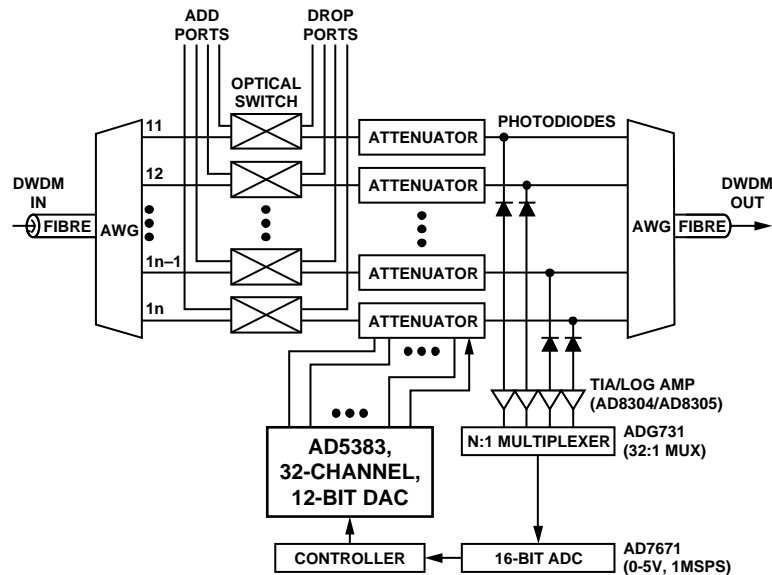 ADD
PORTS
DROP
PORTS
OPTICAL
SWITCH
PHOTODIODES
11
ATTENUATOR
12
ATTENUATOR
DWDM
IN
DWDM
OUT
FIBRE
AWG
AWG
FIBRE
1n–1
ATTENUATOR
1n
ATTENUATOR
TIA/LOG AMP
(AD8304/AD8305)
AD5383,
32-CHANNEL,
12-BIT DAC
N:1 MULTIPLEXER
ADG731
(32:1 MUX)
CONTROLLER
16-BIT ADC
AD7671
(0-5V, 1MSPS)